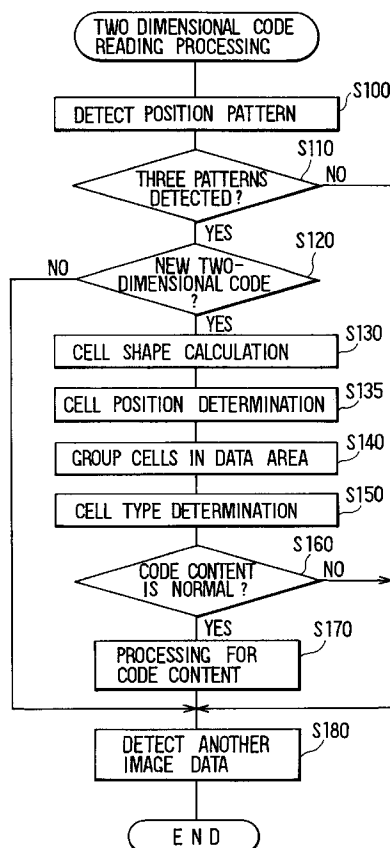 TWO DIMENSIONAL CODE
READING PROCESSING
S100
DETECT POSITION PATTERN
S110
THREE PATTERNS
DETECTED?
NO
YES
S120
NO
NEW TWO-
DIMENSIONAL CODE
?
YES
S130
CELL SHAPE CALCULATION
S135
CELL POSITION DETERMINATION
S140
GROUP CELLS IN DATA AREA
S150
CELL TYPE DETERMINATION
S160
CODE CONTENT
IS NORMAL?
NO
YES
S170
PROCESSING FOR
CODE CONTENT
S180
DETECT ANOTHER
IMAGE DATA
END